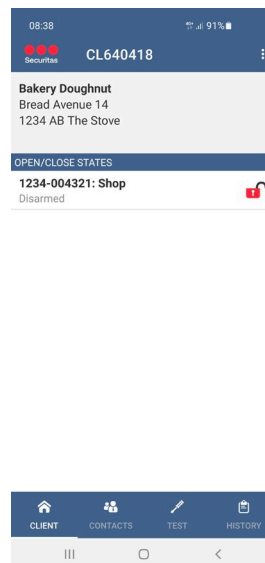 08:38
91%
Securitas
CL640418
Bakery Doughnut
Bread Avenue 14
1234 AB The Stove
OPEN/CLOSE STATES
1234-004321: Shop
Disarmed
CLIENT CONTACTS TEST HISTORY